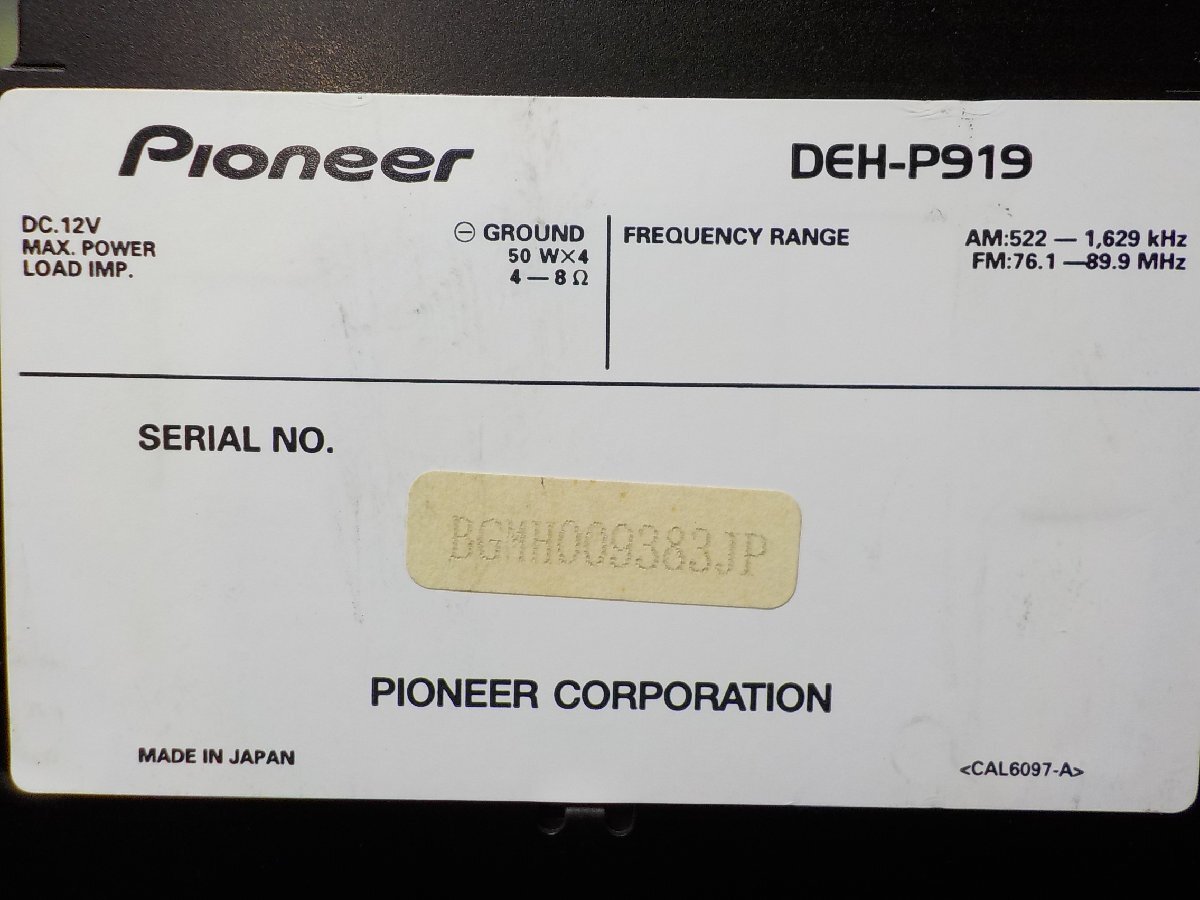 Pioneer
DEH-P919
DC.12V
⊖ GROUND
MAX. POWER
50 W×4
LOAD IMP.
4 — 8 Ω
FREQUENCY RANGE
AM:522 — 1,629 kHz
FM:76.1 —89.9 MHz
SERIAL NO.
BGMH009383JP
PIONEER CORPORATION
MADE IN JAPAN
<CAL6097-A>